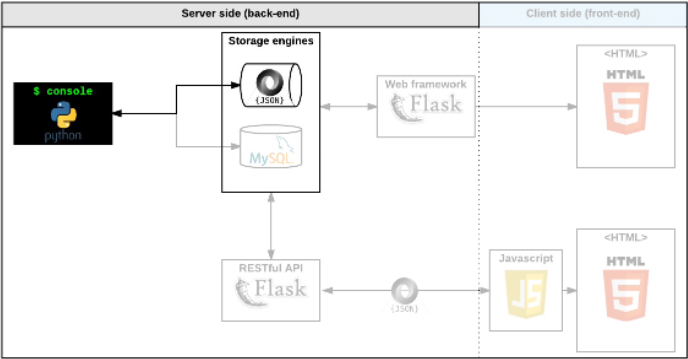 Server side (back-end)
Client side (front-end)
Storage engines
$ console
python
{JSON}
MySQL
Web framework
Flask
<HTML>
HTML
5
RESTful API
Flask
{JSON}
Javascript
JS
<HTML>
HTML
5